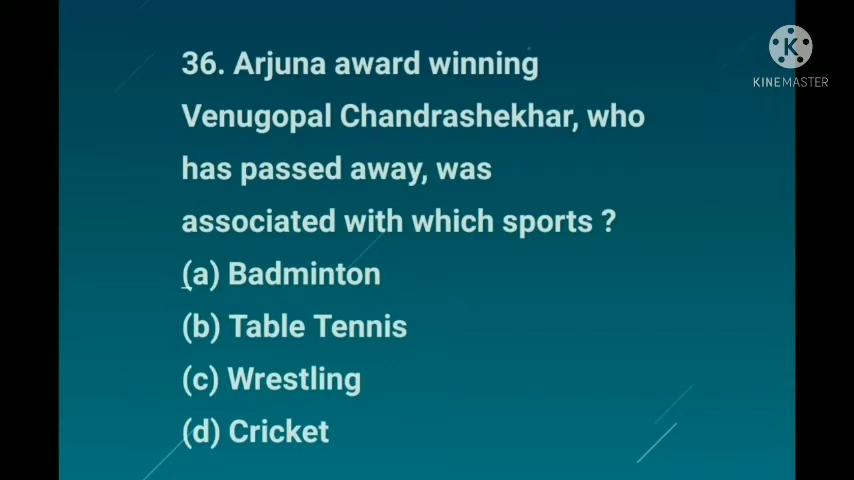 K
KINEMASTER
36. Arjuna award winning
Venugopal Chandrashekhar, who
has passed away, was
associated with which sports ?
(a) Badminton
(b) Table Tennis
(c) Wrestling
(d) Cricket